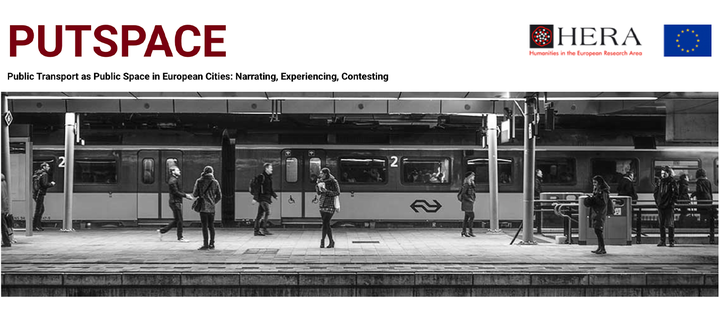 PUTSPACE
HERA
Humanities in the European Research Area
Public Transport as Public Space in European Cities: Narrating, Experiencing, Contesting
2
2